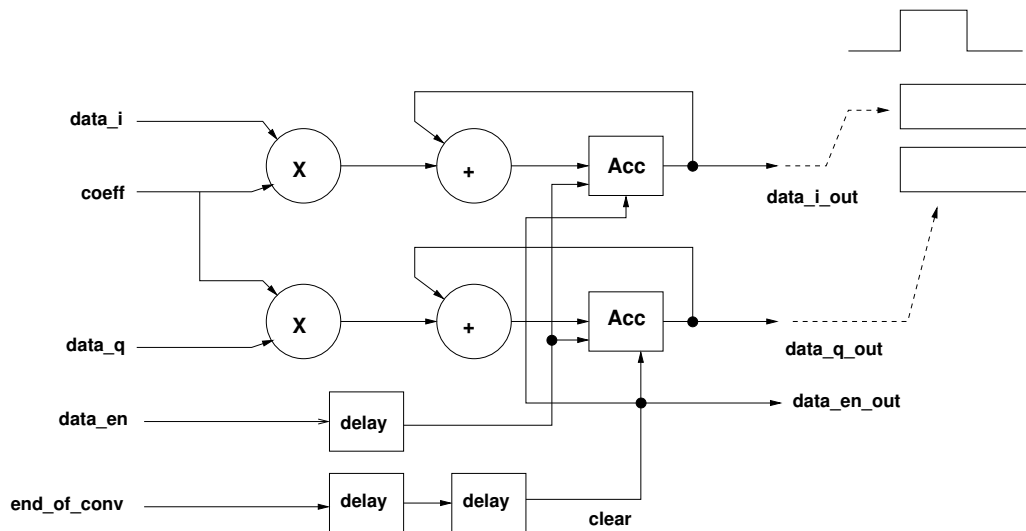 data_i
X
+
Acc
coeff
data_i_out
X
+
Acc
data_q
data_q_out
data_en
delay
data_en_out
end_of_conv
delay
delay
clear